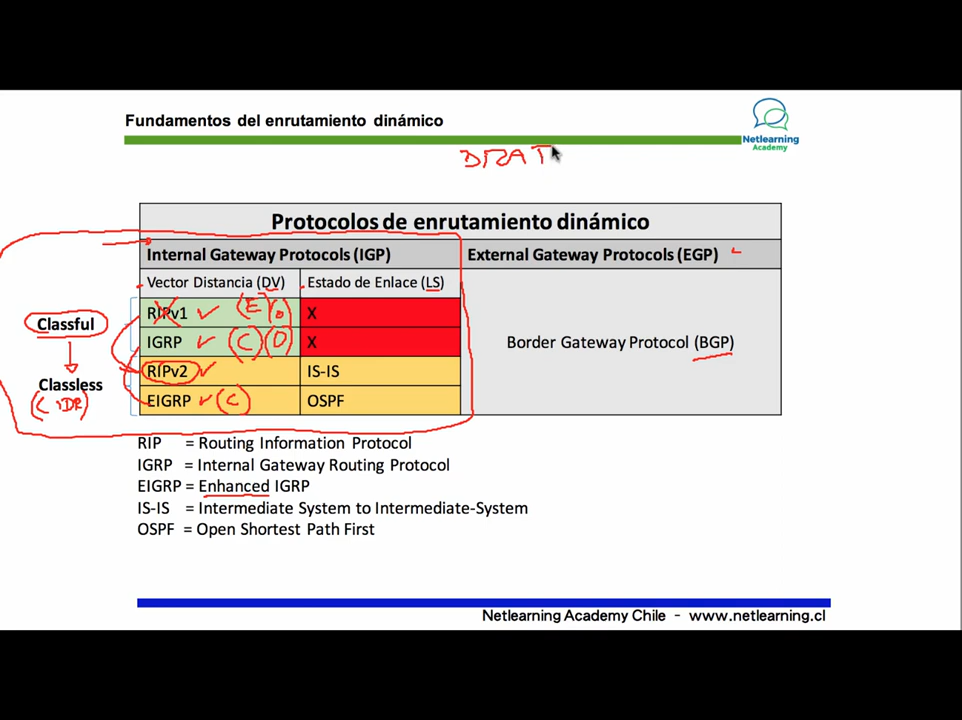 Fundamentos del enrutamiento dinámico
Netlearning
Academy
DRAT
Protocolos de enrutamiento dinámico
Internal Gateway Protocols (IGP) External Gateway Protocols (EGP)
Vector Distancia (DV) Estado de Enlace (LS)
RIPv1 (E) X
Classful
IGRP (C) (O) X
Border Gateway Protocol (BGP)
RIPv2 IS-IS
Classless
EIGRP (C) OSPF
(CIDR)
RIP = Routing Information Protocol
IGRP = Internal Gateway Routing Protocol
EIGRP = Enhanced IGRP
IS-IS = Intermediate System to Intermediate-System
OSPF = Open Shortest Path First
Netlearning Academy Chile - www.netlearning.cl